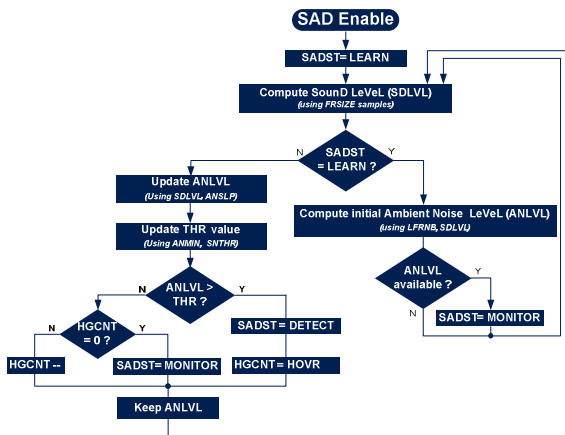 SAD Enable
SADST= LEARN
Compute SounD LeVeL (SDLVL)
(using FRSIZE samples)
N
SADST
= LEARN ?
Y
Update ANLVL
(Using SDLVL, ANSLP)
Compute initial Ambient Noise LeVeL (ANLVL)
(using LFRNB, SDLVL)
Update THR value
(Using ANMIN, SNTHR)
ANLVL
available ?
Y
N
SADST= MONITOR
N
ANLVL >
THR ?
Y
N
HGCNT
= 0 ?
Y
SADST= DETECT
HGCNT --
SADST= MONITOR
HGCNT= HOVR
Keep ANLVL